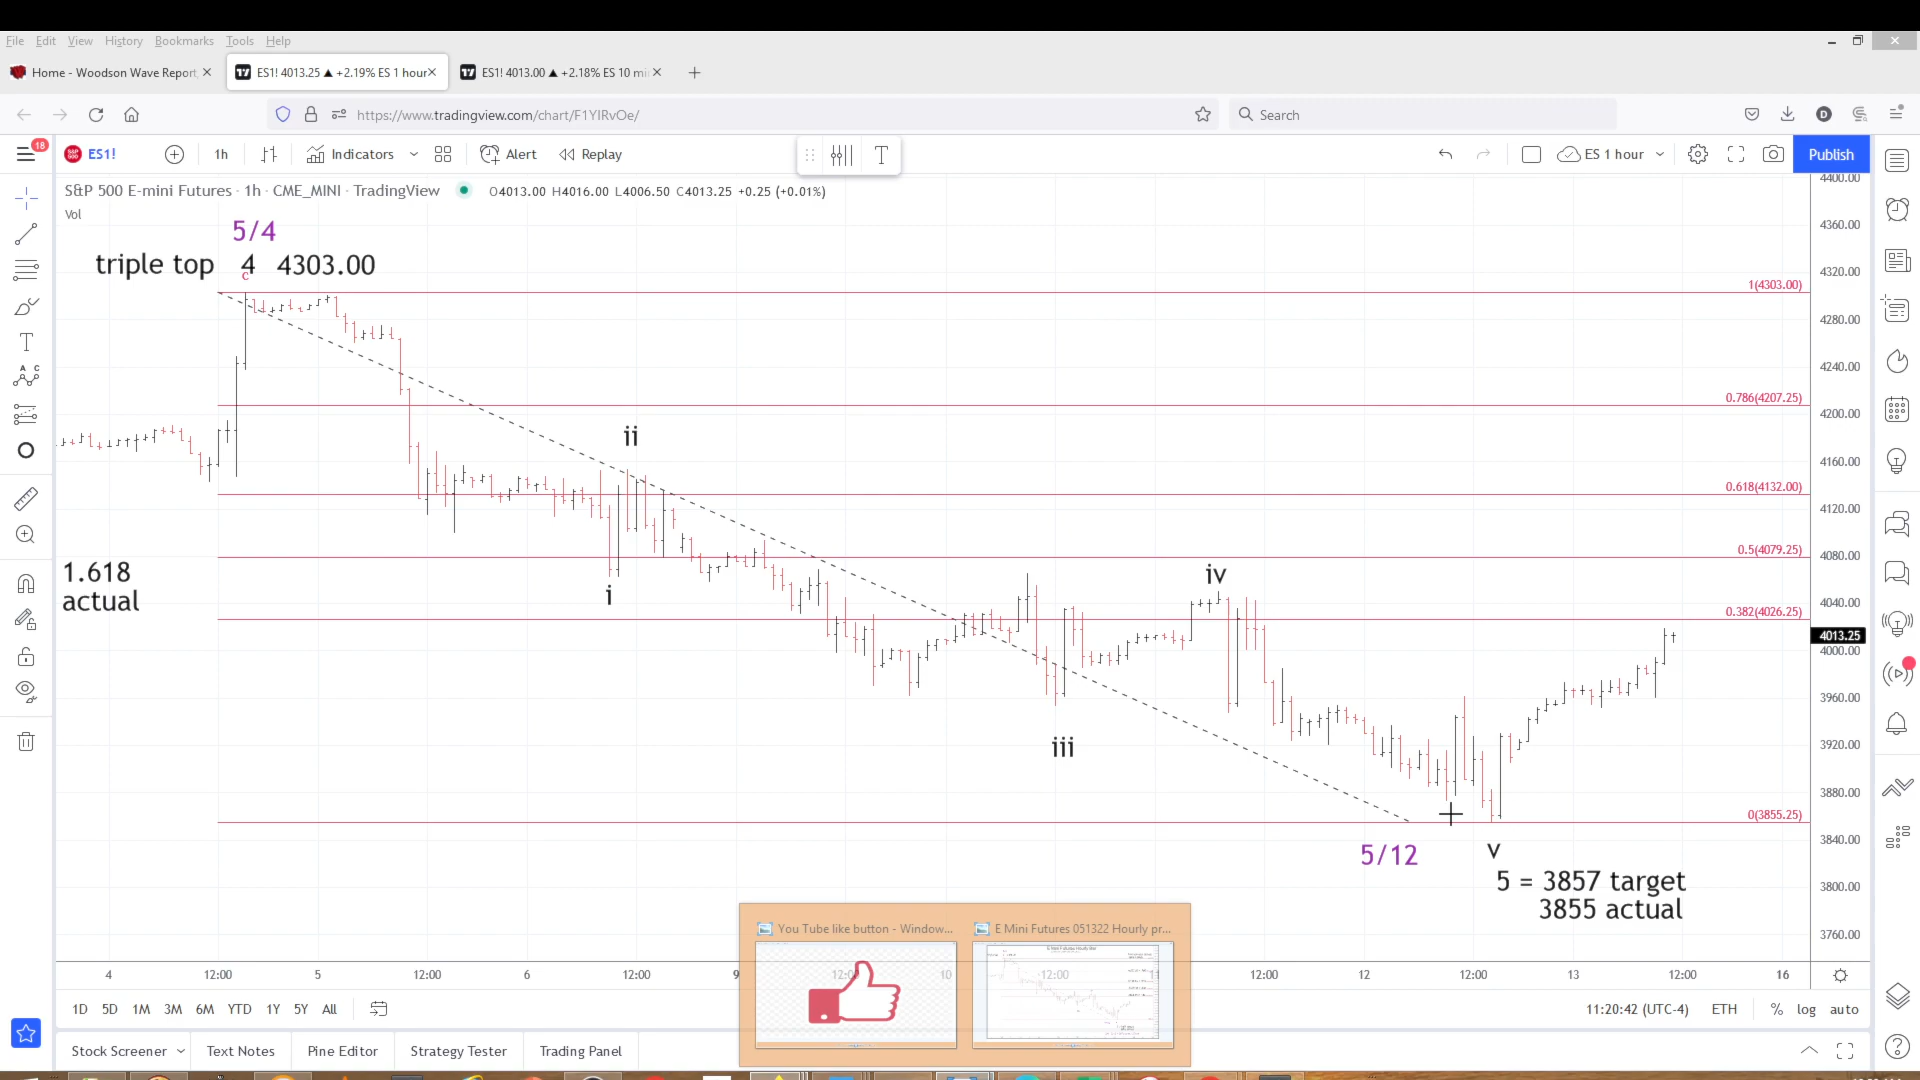 File Edit View History Bookmarks Tools Help
Home - Woodson Wave Report
ES1! 4013.25 ▲ +2.19% ES 1 hour
ES1! 4013.00 ▲ +2.18% ES 10 mi
https://www.tradingview.com/chart/F1YIRvOe/
Search
D
18
ES1!
1h
Indicators
Alert
Replay
T
ES 1 hour
Publish
S&P 500 E-mini Futures · 1h · CME_MINI · TradingView
O4013.00 H4016.00 L4006.50 C4013.25 +0.25 (+0.01%)
Vol
5/4
triple top 4 4303.00
c
1(4303.00)
0.786(4207.25)
ii
0.618(4132.00)
0.5(4079.25)
1.618
actual
i
iv
0.382(4026.25)
iii
0(3855.25)
5/12
v
5 = 3857 target
3855 actual
4400.00
4360.00
4320.00
4280.00
4240.00
4200.00
4160.00
4120.00
4080.00
4040.00
4013.25
4000.00
3960.00
3920.00
3880.00
3840.00
3800.00
3760.00
You Tube like button - Window...
E Mini Futures 051322 Hourly pr...
4 12:00 5 12:00 6 12:00 9 12:00 10 12:00 11 12:00 12 12:00 13 12:00 16
1D 5D 1M 3M 6M YTD 1Y 5Y All
11:20:42 (UTC-4) ETH % log auto
Stock Screener Text Notes Pine Editor Strategy Tester Trading Panel